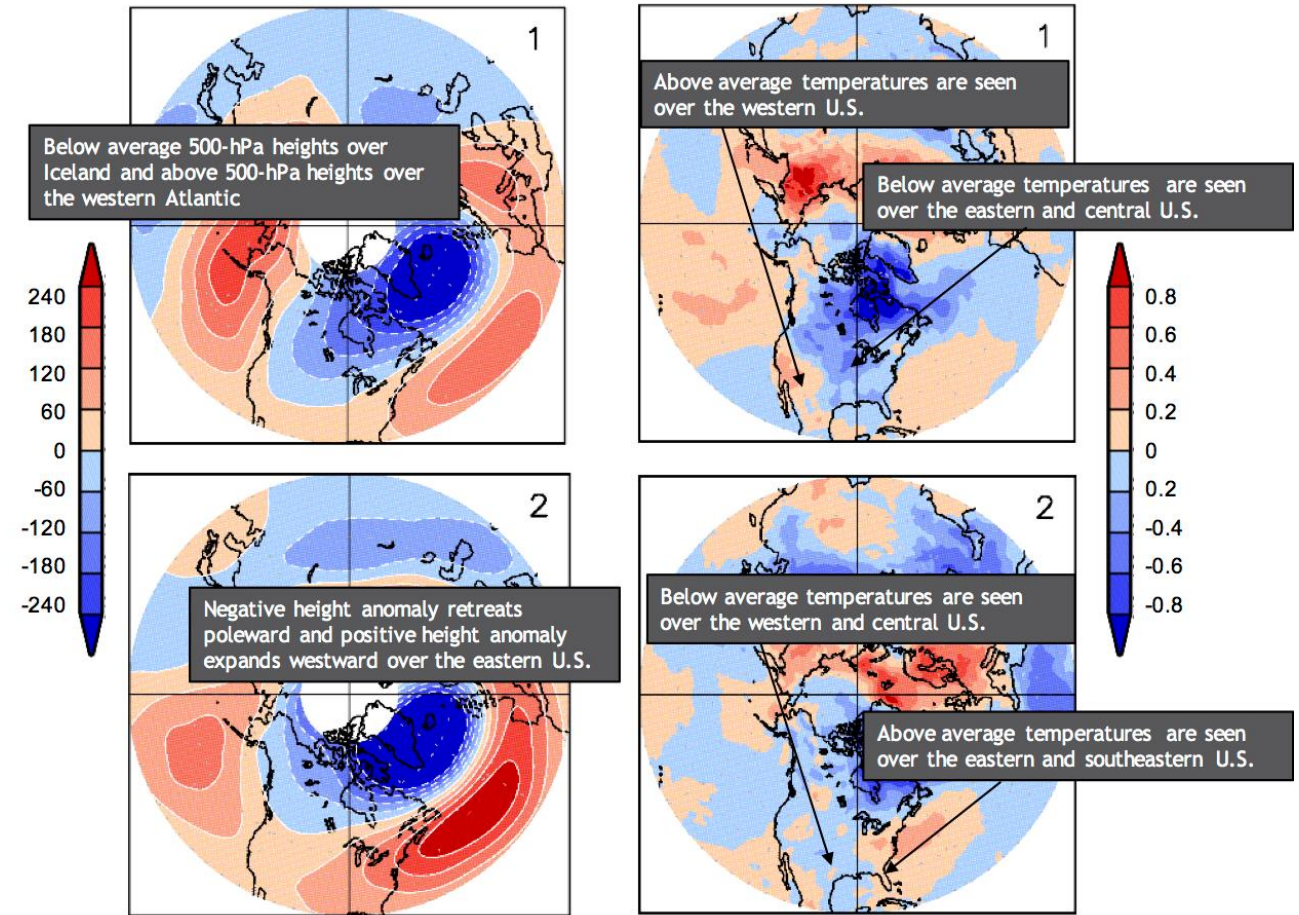 1
Below average 500-hPa heights over
Iceland and above 500-hPa heights over
the western Atlantic
240
180
120
60
0
-60
-120
-180
-240
1
Above average temperatures are seen
over the western U.S.
Below average temperatures are seen
over the eastern and central U.S.
0.8
0.6
0.4
0.2
0
0.2
-0.4
-0.6
-0.8
2
Negative height anomaly retreats
poleward and positive height anomaly
expands westward over the eastern U.S.
2
Below average temperatures are seen
over the western and central U.S.
Above average temperatures are seen
over the eastern and southeastern U.S.